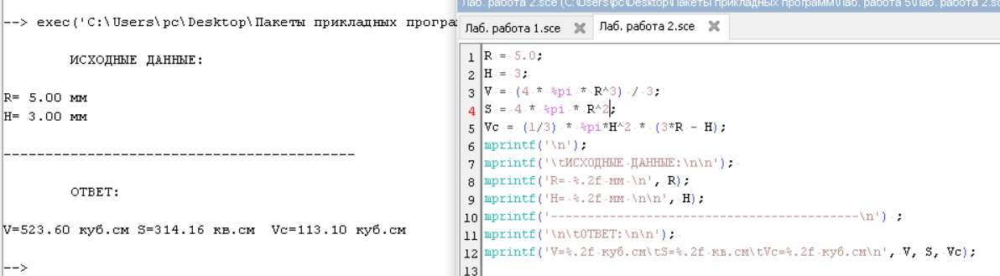 --> exec('C:\Users\pc\Desktop\Пакеты прикладных програм
ИСХОДНЫЕ ДАННЫЕ:
R= 5.00 мм
H= 3.00 мм
------------------------------------------
ОТВЕТ:
V=523.60 куб.см S=314.16 кв.см Vc=113.10 куб.см
-->
Лаб. работа 2.sce (C:\Users\pc\Desktop\Пакеты прикладных программ\Лаб. работа 5\Лаб. работа 2.sc
Лаб. работа 1.sce Лаб. работа 2.sce
1 R = 5.0;
2 H = 3;
3 V = (4 * %pi * R^3) / 3;
4 S = 4 * %pi * R^2;
5 Vc = (1/3) * %pi*H^2 * (3*R - H);
6 mprintf('\n');
7 mprintf('\tИСХОДНЫЕ ДАННЫЕ:\n\n');
8 mprintf('R= %.2f мм \n', R);
9 mprintf('H= %.2f мм \n\n', H);
10 mprintf('------------------------------------------\n') ;
11 mprintf('\n\tОТВЕТ:\n\n');
12 mprintf('V=%.2f куб.см\tS=%.2f кв.см\tVc=%.2f куб.см\n', V, S, Vc);
13